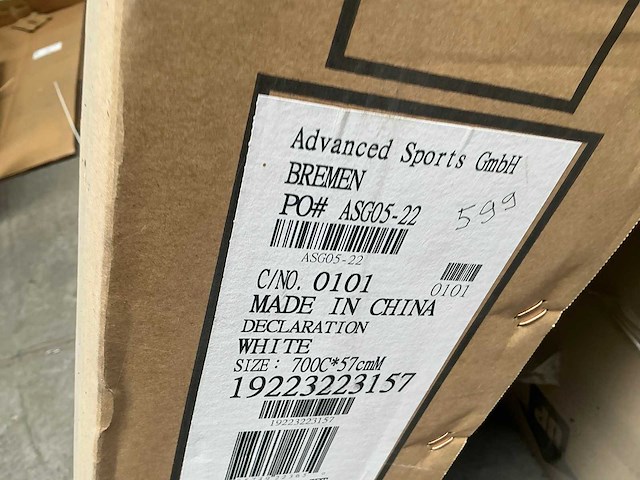 Advanced Sports GmbH
BREMEN
PO# ASG05-22
599
ASG05-22
C/NO. 0101
0101
MADE IN CHINA
DECLARATION
WHITE
SIZE: 700C*57cmM
19223223157
19223223157
UP